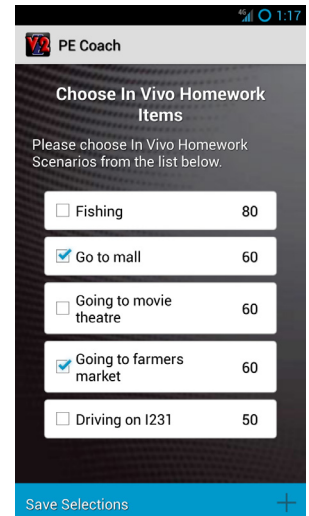 4G 1:17
PE Coach
Choose In Vivo Homework
Items
Please choose In Vivo Homework
Scenarios from the list below.
Fishing 80
Go to mall 60
Going to movie
theatre 60
Going to farmers
market 60
Driving on I231 50
Save Selections +